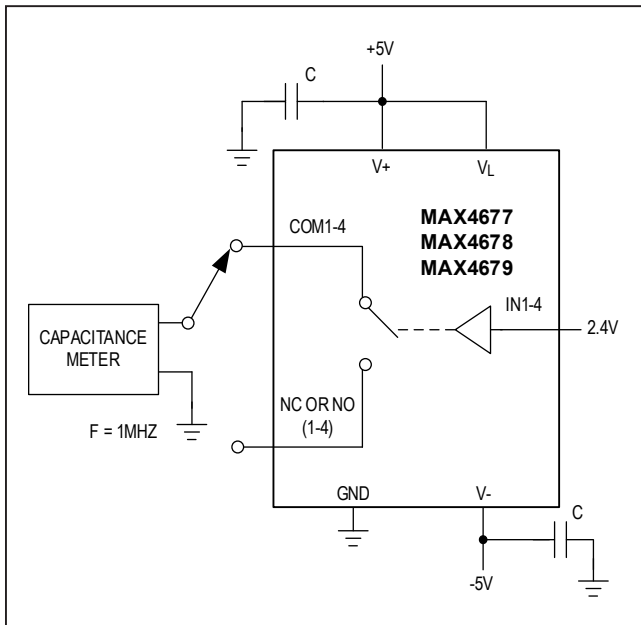 +5V
C
V+
VL
COM1-4
MAX4677
MAX4678
MAX4679
IN1-4
2.4V
CAPACITANCE
METER
F = 1MHZ
NC OR NO
(1-4)
GND
V-
C
-5V